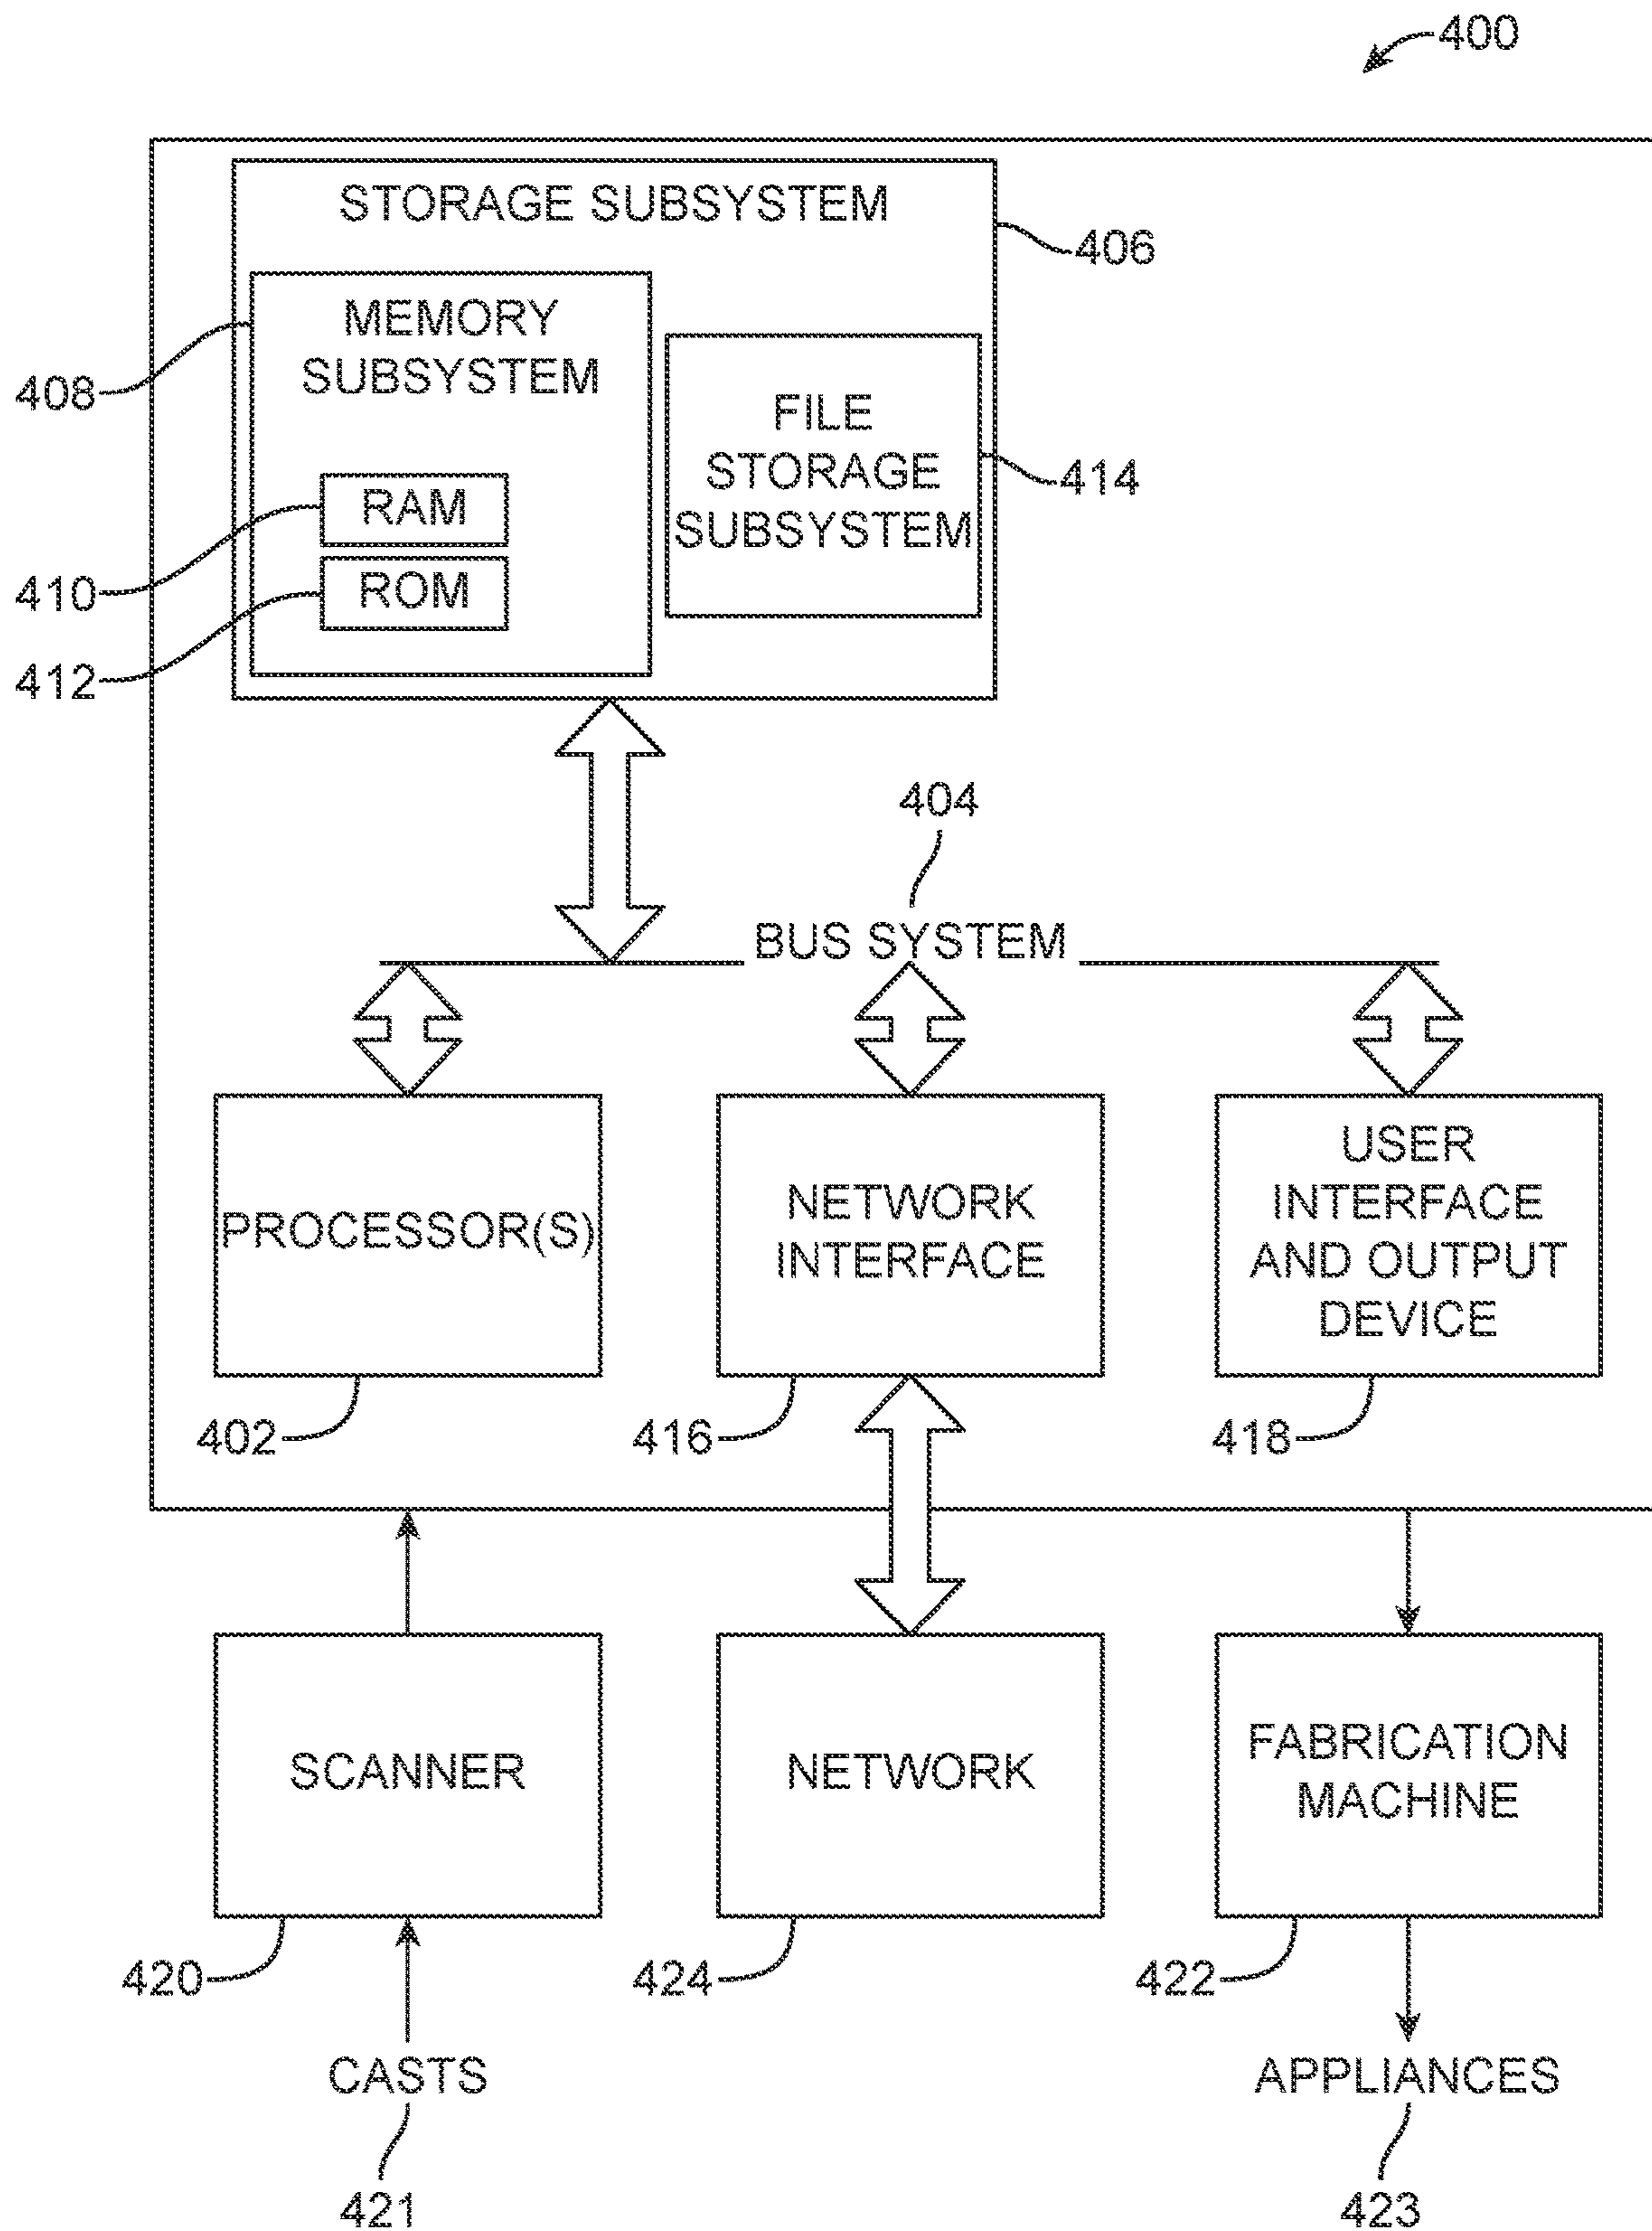 400
STORAGE SUBSYSTEM
406
MEMORY
SUBSYSTEM
408
FILE
STORAGE
SUBSYSTEM
414
RAM
410
ROM
412
404
BUS SYSTEM
PROCESSOR(S)
NETWORK
INTERFACE
USER
INTERFACE
AND OUTPUT
DEVICE
402
416
418
SCANNER
NETWORK
FABRICATION
MACHINE
420
424
422
CASTS
APPLIANCES
421
423